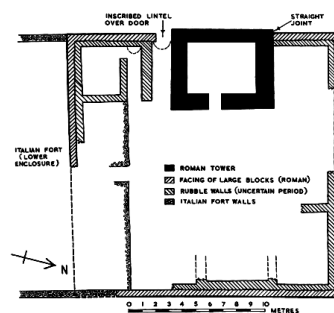 INSCRIBED LINTEL
OVER DOOR
STRAIGHT
JOINT
ITALIAN FORT
(LOWER
ENCLOSURE)
ROMAN TOWER
FACING OF LARGE BLOCKS (ROMAN)
RUBBLE WALLS (UNCERTAIN PERIOD)
ITALIAN FORT WALLS
N
0 1 2 3 4 5 6 7 8 9 10
METRES